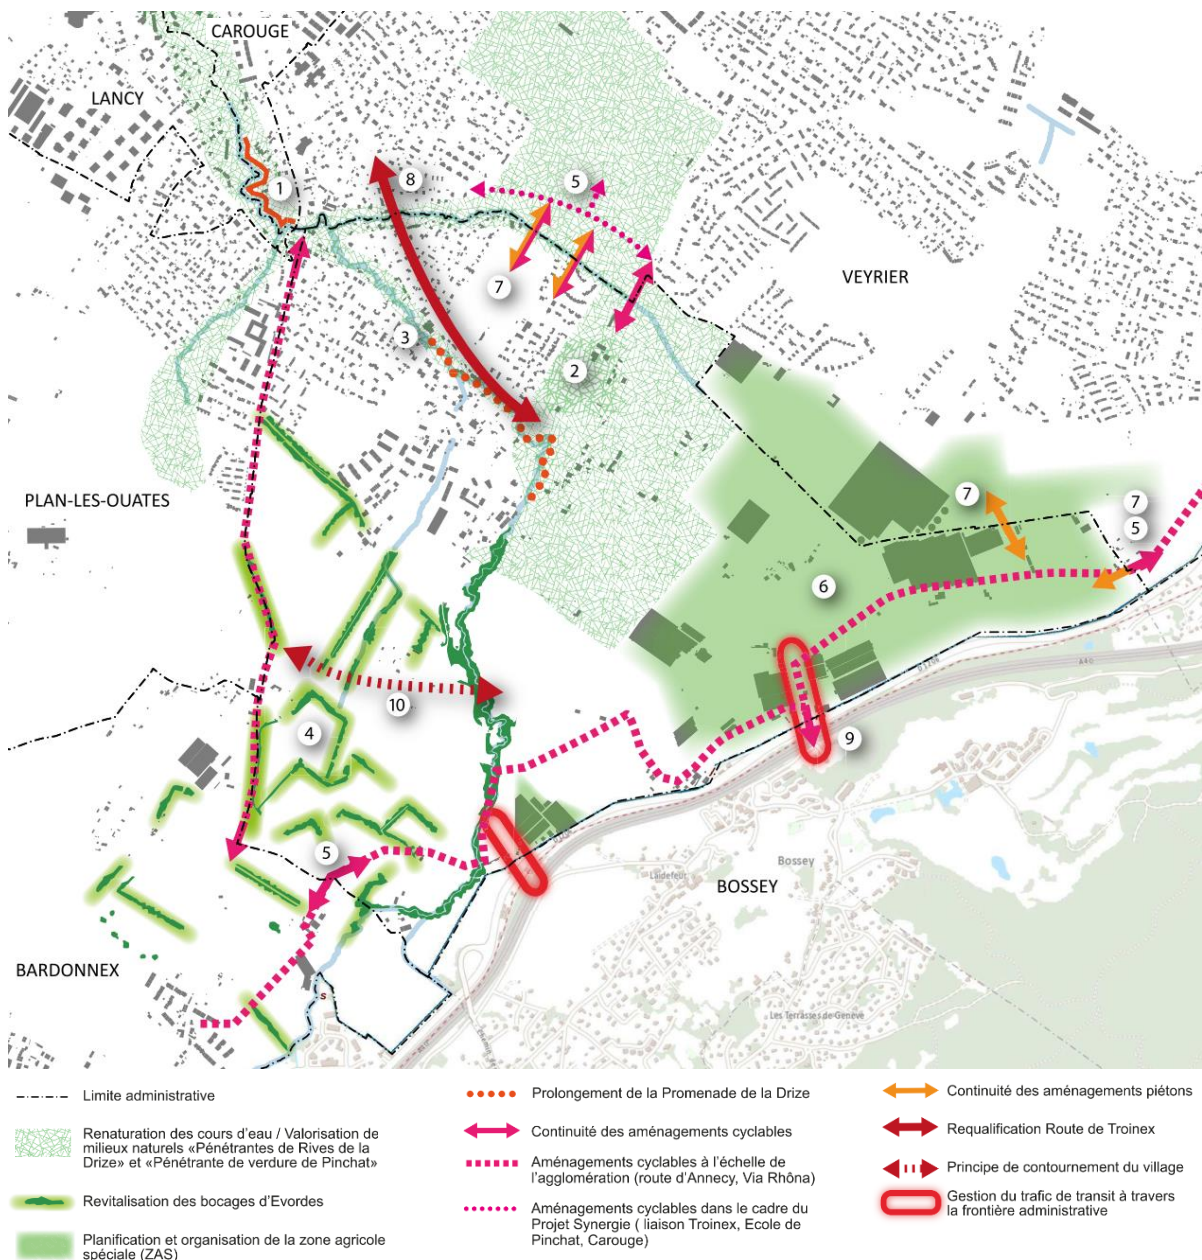 CAROUGE
LANCY
1
8
5
VEYRIER
7
3
2
PLAN-LES-OUATES
7
7
5
6
10
4
9
5
D1206
A40
Bossey
Laidefeur
BOSSEY
BARDONNEX
s
Les Terrasses de Genève
Limite administrative
Renaturation des cours d'eau / Valorisation de
milieux naturels «Pénétrantes de Rives de la
Drize» et «Pénétrante de verdure de Pinchat»
Revitalisation des bocages d'Evordes
Planification et organisation de la zone agricole
spéciale (ZAS)
Prolongement de la Promenade de la Drize
Continuité des aménagements cyclables
Aménagements cyclables à l'échelle de
l'agglomération (route d'Annecy, Via Rhôna)
Aménagements cyclables dans le cadre du
Projet Synergie ( liaison Troinex, Ecole de
Pinchat, Carouge)
Continuité des aménagements piétons
Requalification Route de Troinex
Principe de contournement du village
Gestion du trafic de transit à travers
la frontière administrative